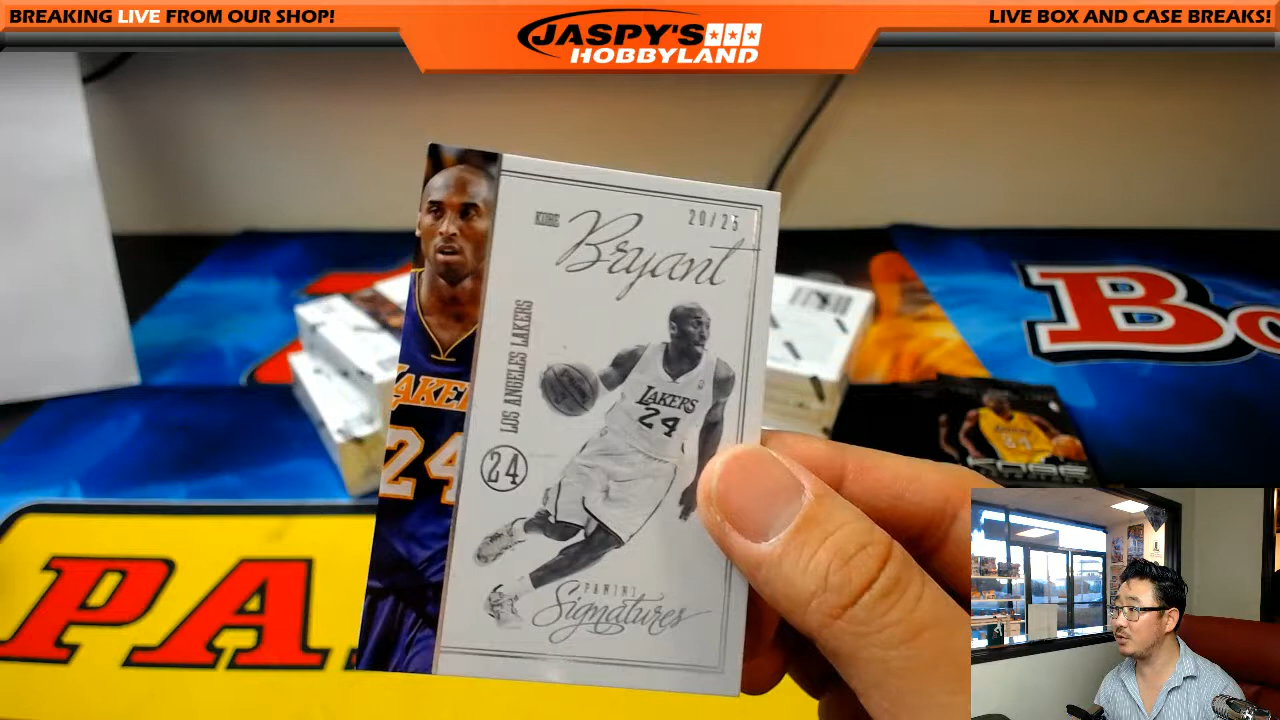 BREAKING LIVE FROM OUR SHOP!
JASPY'S
HOBBYLAND
LIVE BOX AND CASE BREAKS!
KOBE
Bryant
20/25
LOS ANGELES LAKERS
24
LAKERS
24
LAKERS
24
PANINI
Signatures
KOBE
PA